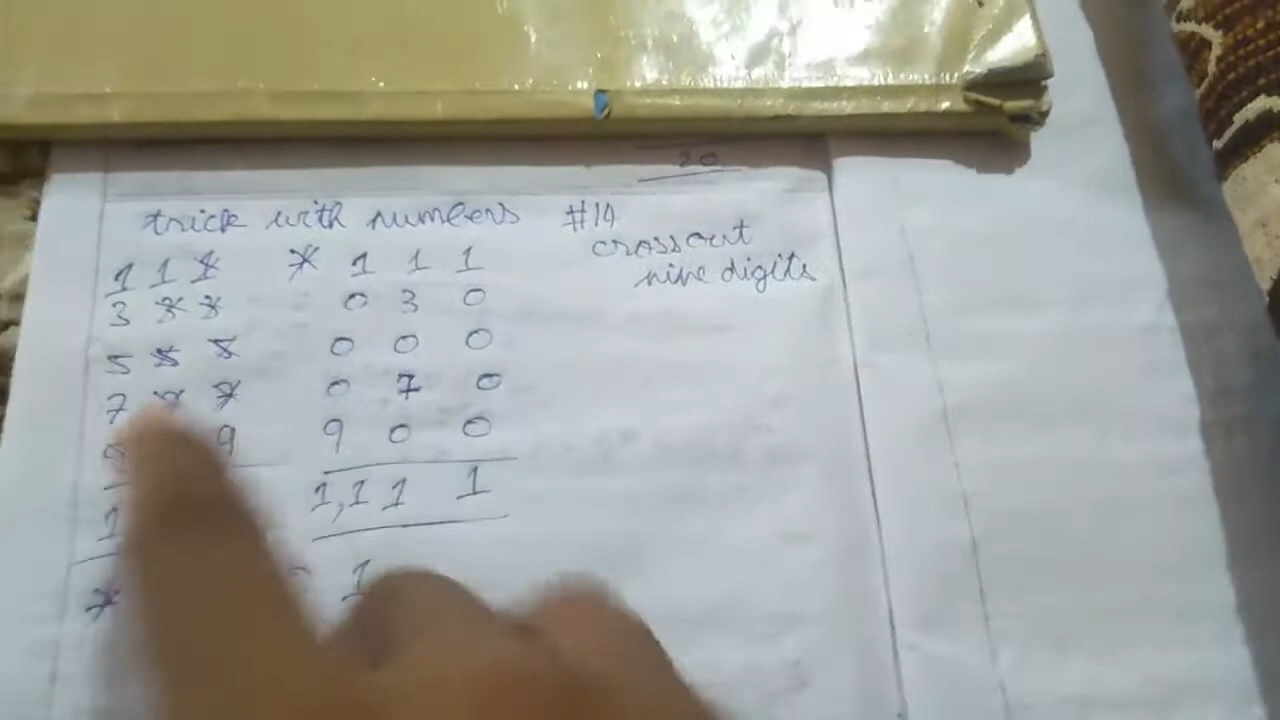 20
trick with numbers #14
cross out
nine digits
1 1 1 * 1 1 1
3 3 3 0 3 0
5 5 5 0 0 0
7 7 7 0 7 0
9 9 0 0
1,1 1 1
* 1